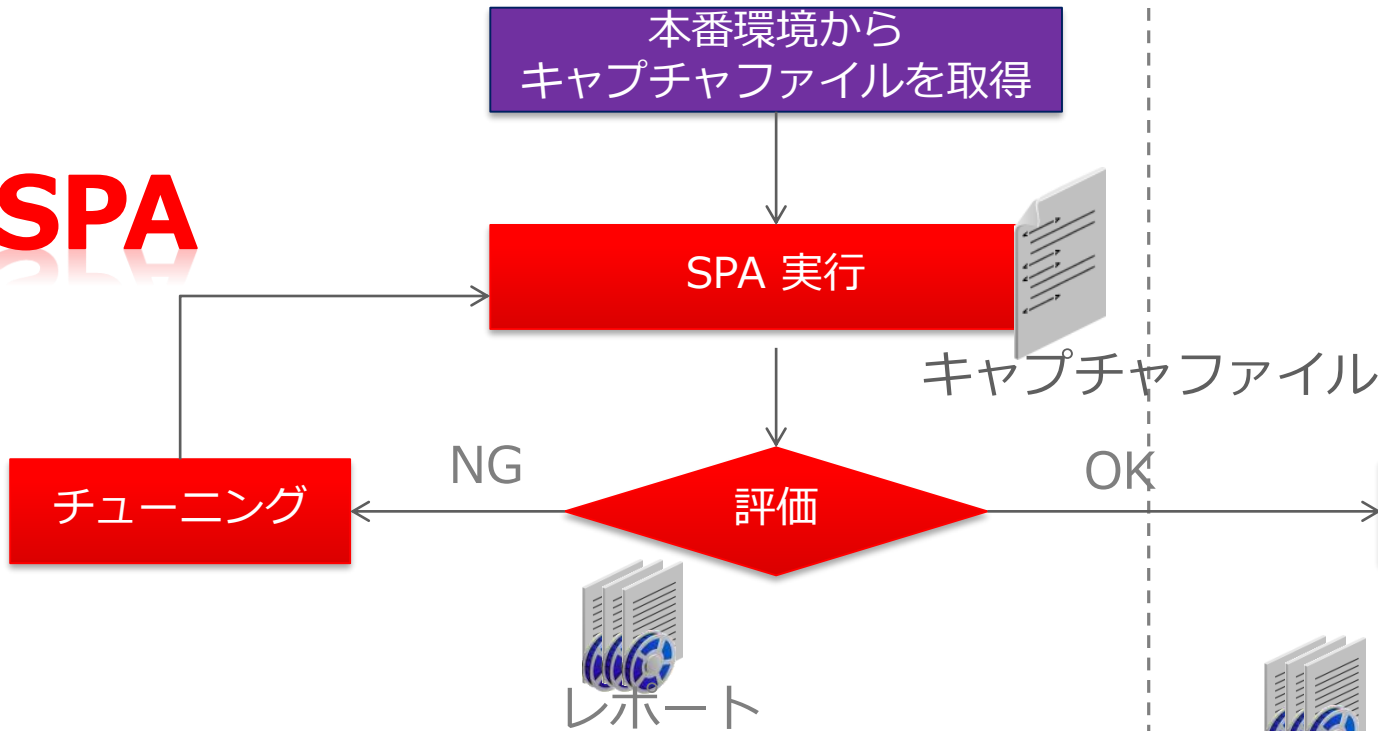 本番環境から
キャプチャファイルを取得
SPA
SPA 実行
キャプチャファイル
NG
OK
チューニング
評価
レポート